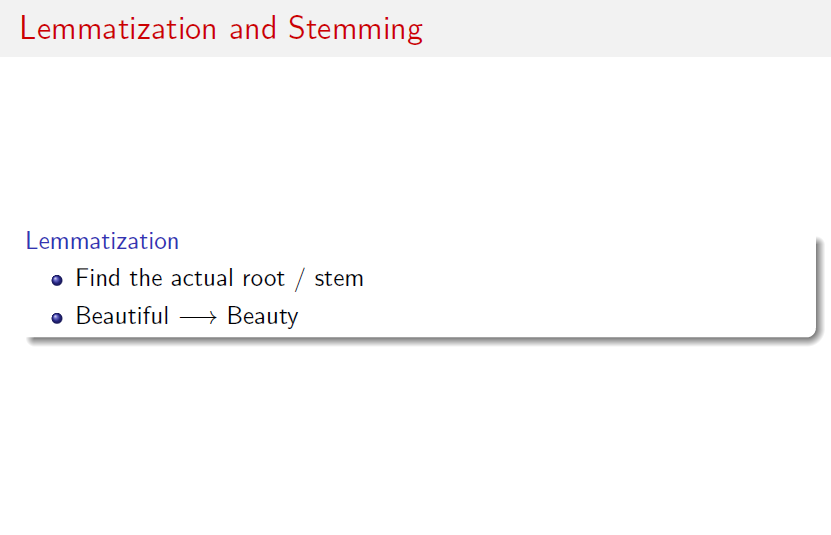 Lemmatization and Stemming
Lemmatization
Find the actual root / stem
Beautiful ⟶ Beauty